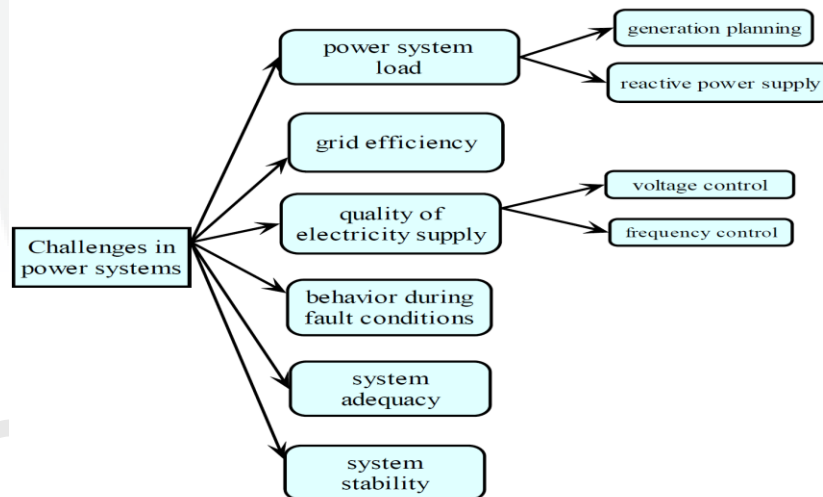 power system
load
generation planning
reactive power supply
grid efficiency
quality of
electricity supply
voltage control
frequency control
Challenges in
power systems
behavior during
fault conditions
system
adequacy
system
stability